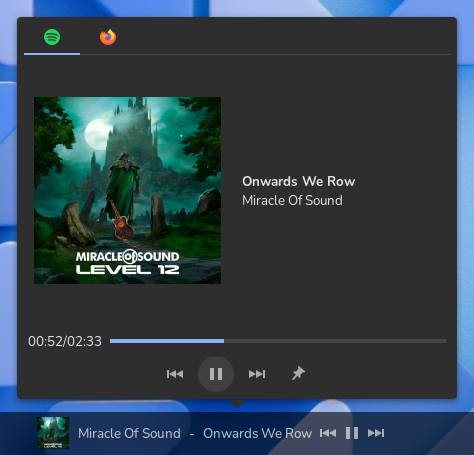 MIRACLE of SOUND
LEVEL 12
Onwards We Row
Miracle Of Sound
00:52/02:33
Miracle Of Sound - Onwards We Row